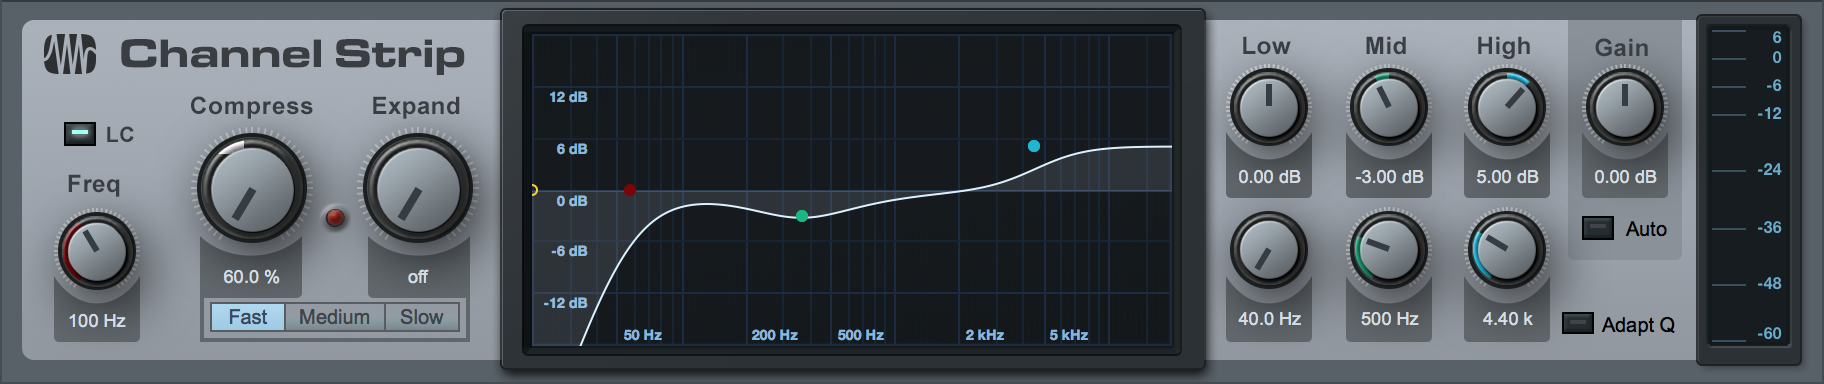 Channel Strip
LC
Freq
100 Hz
Compress
60.0 %
Expand
off
Fast Medium Slow
12 dB
6 dB
0 dB
-6 dB
-12 dB
50 Hz 200 Hz 500 Hz 2 kHz 5 kHz
Low Mid High Gain
0.00 dB -3.00 dB 5.00 dB 0.00 dB
Auto
40.0 Hz 500 Hz 4.40 k
Adapt Q
6
0
-6
-12
-24
-36
-48
-60